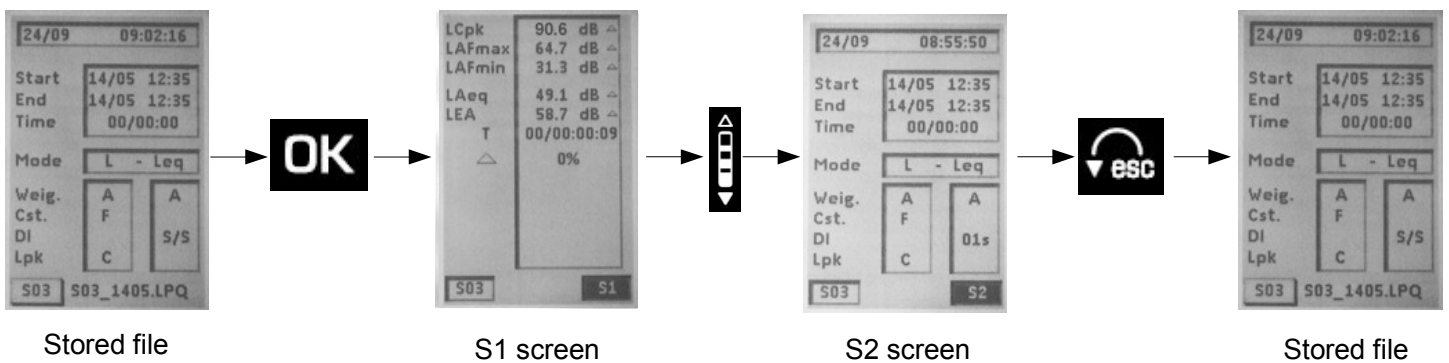 24/09 09:02:16
Start 14/05 12:35
End 14/05 12:35
Time 00/00:00
Mode L - Leq
Weig. A A
Cst. F
Dl S/S
Lpk C
S03 S03_1405.LPQ
Stored file
OK
LCpk 90.6 dB
LAFmax 64.7 dB
LAFmin 31.3 dB
LAeq 49.1 dB
LEA 58.7 dB
T 00/00:00:09
0%
S03 S1
S1 screen
24/09 08:55:50
Start 14/05 12:35
End 14/05 12:35
Time 00/00:00
Mode L - Leq
Weig. A A
Cst. F
Dl 01s
Lpk C
S03 S2
S2 screen
esc
24/09 09:02:16
Start 14/05 12:35
End 14/05 12:35
Time 00/00:00
Mode L - Leq
Weig. A A
Cst. F
Dl S/S
Lpk C
S03 S03_1405.LPQ
Stored file